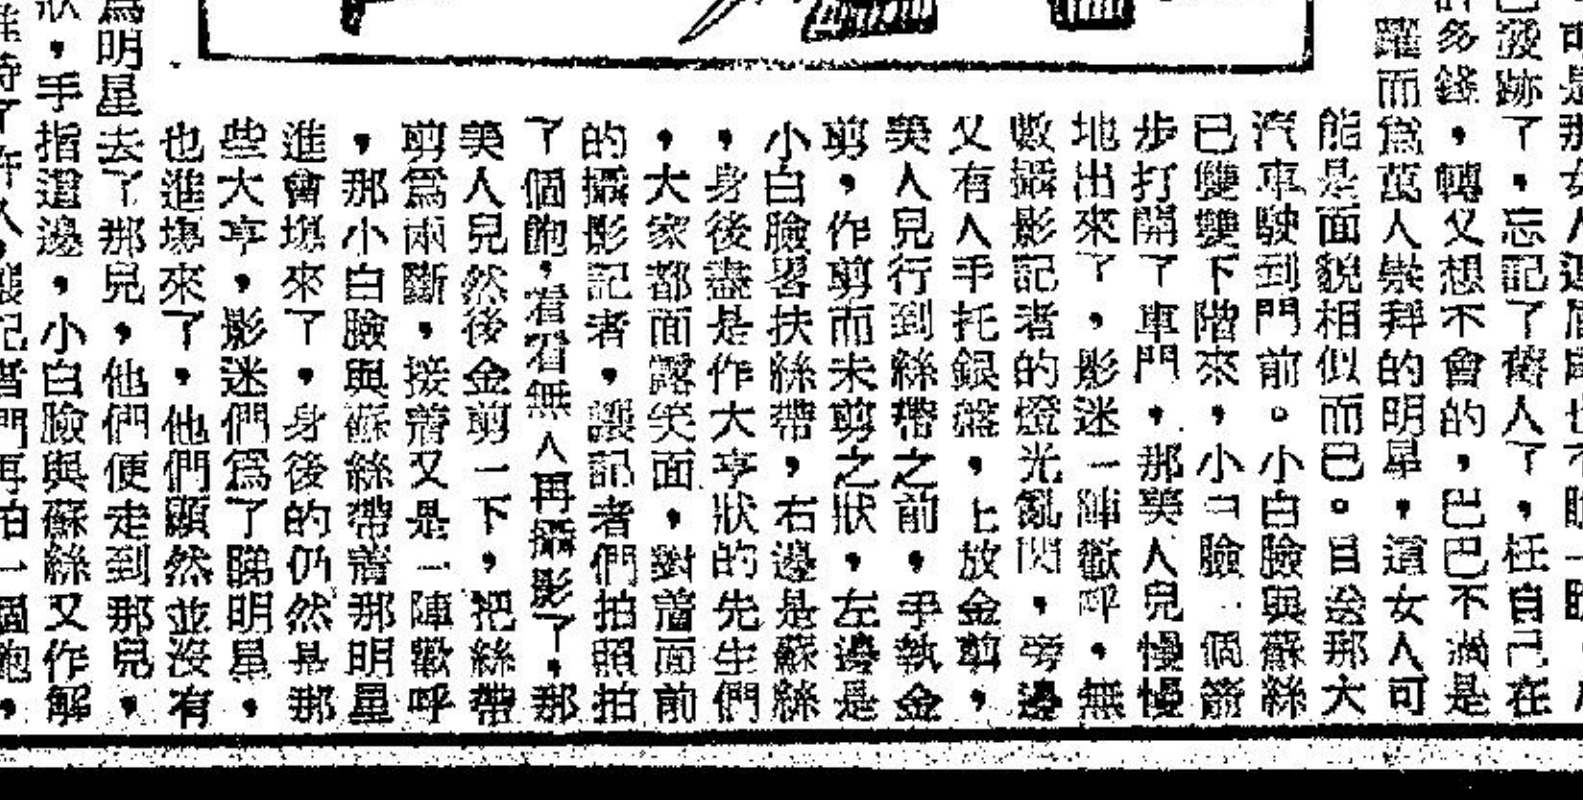 已發跡了，忘記了舊人了，枉自己在
多錢，轉又想不會的，巴巴不過是
躍而爲萬人崇拜的明星，這女人可
能是面貌相似而已。目送那大
汽車駛到門前。小白臉與蘇絲
已雙雙下階來，小白臉一個箭
步打開了車門，那美人兒慢慢
地出來了，影迷一陣歡呼，無
數攝影記者的燈光亂閃，旁邊
又有人手托銀盤，上放金剪，
美人兒行到絲帶之前，手執金
剪，作剪而未剪之狀，左邊是
小白臉畧扶絲帶，右邊是蘇絲
，身後盡是作大亨狀的先生們
，大家都面露笑面，對着面前
的攝影記者，讓記者們拍照拍
了個飽，看看無人再攝影了，那
美人兒然後金剪一下，把絲帶
剪爲兩斷，接着又是一陣歡呼
，那小白臉與蘇絲帶着那明星
進會塲來了，身後的仍然是那
些大亨，影迷們爲了睇明星，
也進塲來了，他們顯然並沒有
爲明星去了那兒，他們便走到那兒，
狀，手指這邊，小白臉與蘇絲又作解
持了許久，讓記者們再拍一個飽，